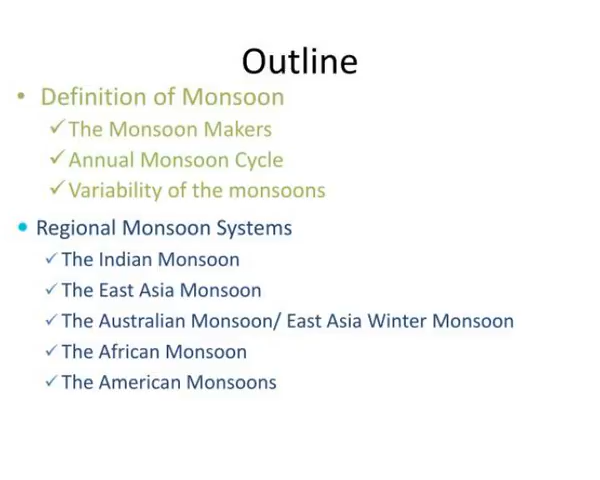 Outline
• Definition of Monsoon
✓The Monsoon Makers
✓Annual Monsoon Cycle
✓Variability of the monsoons
• Regional Monsoon Systems
✓The Indian Monsoon
✓The East Asia Monsoon
✓The Australian Monsoon/ East Asia Winter Monsoon
✓The African Monsoon
✓The American Monsoons